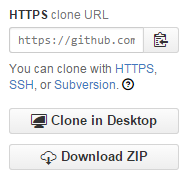 HTTPS clone URL
https://github.com
You can clone with HTTPS,
SSH, or Subversion.
Clone in Desktop
Download ZIP